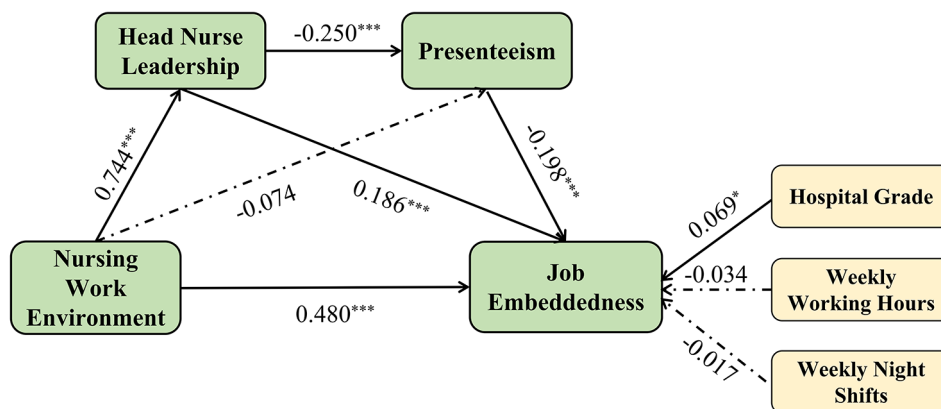 Head Nurse
Leadership
-0.250***
Presenteeism
0.744***
-0.074
0.186***
-0.198***
Nursing
Work
Environment
0.480***
Job
Embeddedness
0.069*
Hospital Grade
-0.034
Weekly
Working Hours
-0.017
Weekly Night
Shifts